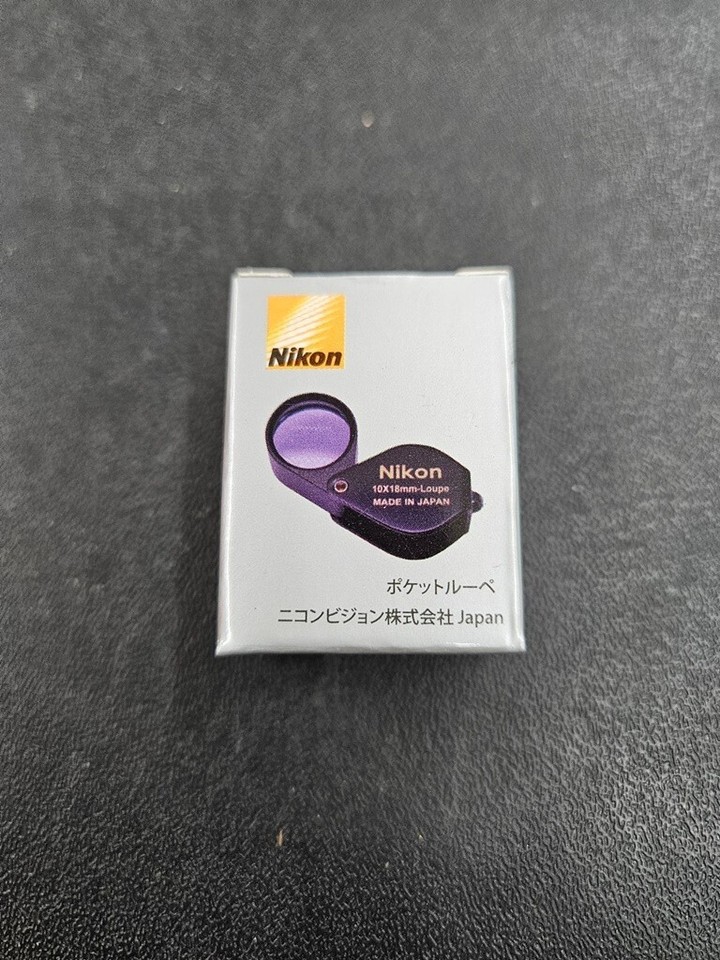 Nikon
Nikon
10X18mm-Loupe
MADE IN JAPAN
ポケットルーペ
ニコンビジョン株式会社 Japan